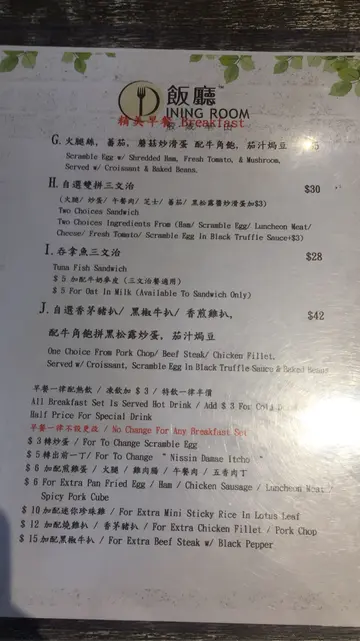 飯廳™
INING ROOM
精美早餐 Breakfast
G. 火腿絲，蕃茄，蘑菇炒滑蛋 配牛角飽，茄汁焗豆 5
Scramble Egg w/ Shredded Ham, Fresh Tomato, & Mushroom,
Served w/ Croissant & Baked Beans.
H. 自選雙拼三文治 $30
(火腿/ 炒蛋/ 午餐肉/ 芝士/ 蕃茄/ 黑松露醬炒滑蛋加$3)
Two Choices Sandwich
Two Choices Ingredients From (Ham/ Scramble Egg/ Luncheon Meat/
Cheese/ Fresh Tomato/ Scramble Egg In Black Truffle Sauce+$3)
I. 吞拿魚三文治 $28
Tuna Fish Sandwich
$ 5 加配牛奶麥皮 (三文治餐適用)
$ 5 For Oat In Milk (Available To Sandwich Only)
J. 自選香茅豬扒/ 黑椒牛扒/ 香煎雞扒， $42
配牛角飽拼黑松露炒蛋，茄汁焗豆
One Choice From Pork Chop/ Beef Steak/ Chicken Fillet,
Served w/ Croissant, Scramble Egg In Black Truffle Sauce & Baked Beans
早餐一律配熱飲 / 凍飲加 $ 3 / 特飲一律半價
All Breakfast Set Is Served Hot Drink / Add $ 3 For Cold
Half Price For Special Drink
早餐一律不設更改 / No Change For Any Breakfast Set
$ 3 轉炒蛋 / For To Change Scramble Egg
$ 5 轉出前一丁/ For To Change " Nissin Damae Itcho "
$ 6 加配煎雞蛋 / 火腿 / 雞肉腸 / 午餐肉 / 五香肉丁
$ 6 For Extra Pan Fried Egg / Ham / Chicken Sausage / Luncheon Meat /
Spicy Pork Cube
$ 10 加配迷你珍珠雞 / For Extra Mini Sticky Rice In Lotus Leaf
$ 12 加配燒雞扒 / 香茅豬扒 / For Extra Chicken Fillet / Pork Chop
$ 15 加配黑椒牛扒 / For Extra Beef Steak w/ Black Pepper